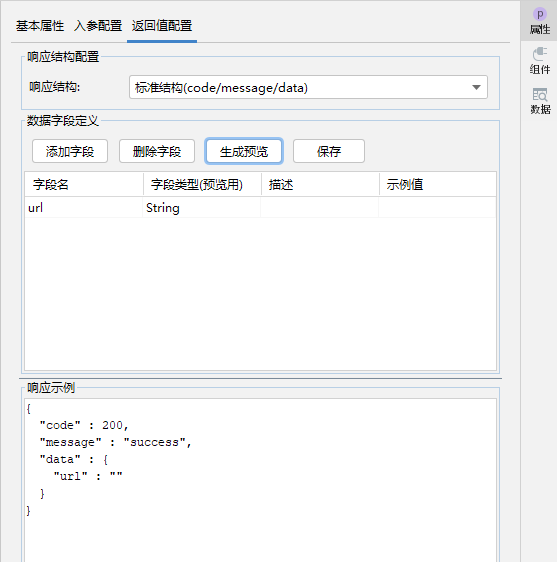 基本属性 入参配置 返回值配置
p
属性
组件
数据
响应结构配置
响应结构: 标准结构(code/message/data)
数据字段定义
添加字段 删除字段 生成预览 保存
字段名 字段类型(预览用) 描述 示例值
url String
响应示例
{
"code" : 200,
"message" : "success",
"data" : {
"url" : ""
}
}